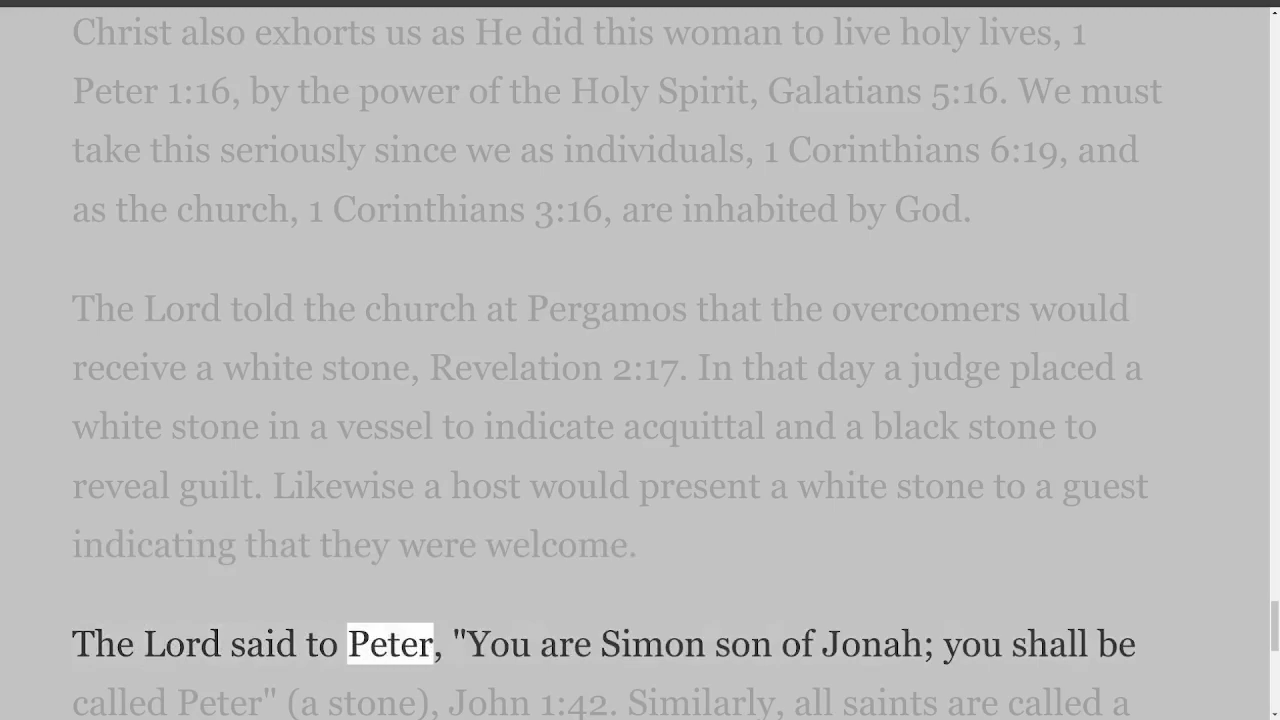 Christ also exhorts us as He did this woman to live holy lives, 1
Peter 1:16, by the power of the Holy Spirit, Galatians 5:16. We must
take this seriously since we as individuals, 1 Corinthians 6:19, and
as the church, 1 Corinthians 3:16, are inhabited by God.
The Lord told the church at Pergamos that the overcomers would
receive a white stone, Revelation 2:17. In that day a judge placed a
white stone in a vessel to indicate acquittal and a black stone to
reveal guilt. Likewise a host would present a white stone to a guest
indicating that they were welcome.
The Lord said to Peter, "You are Simon son of Jonah; you shall be
called Peter" (a stone), John 1:42. Similarly, all saints are called a